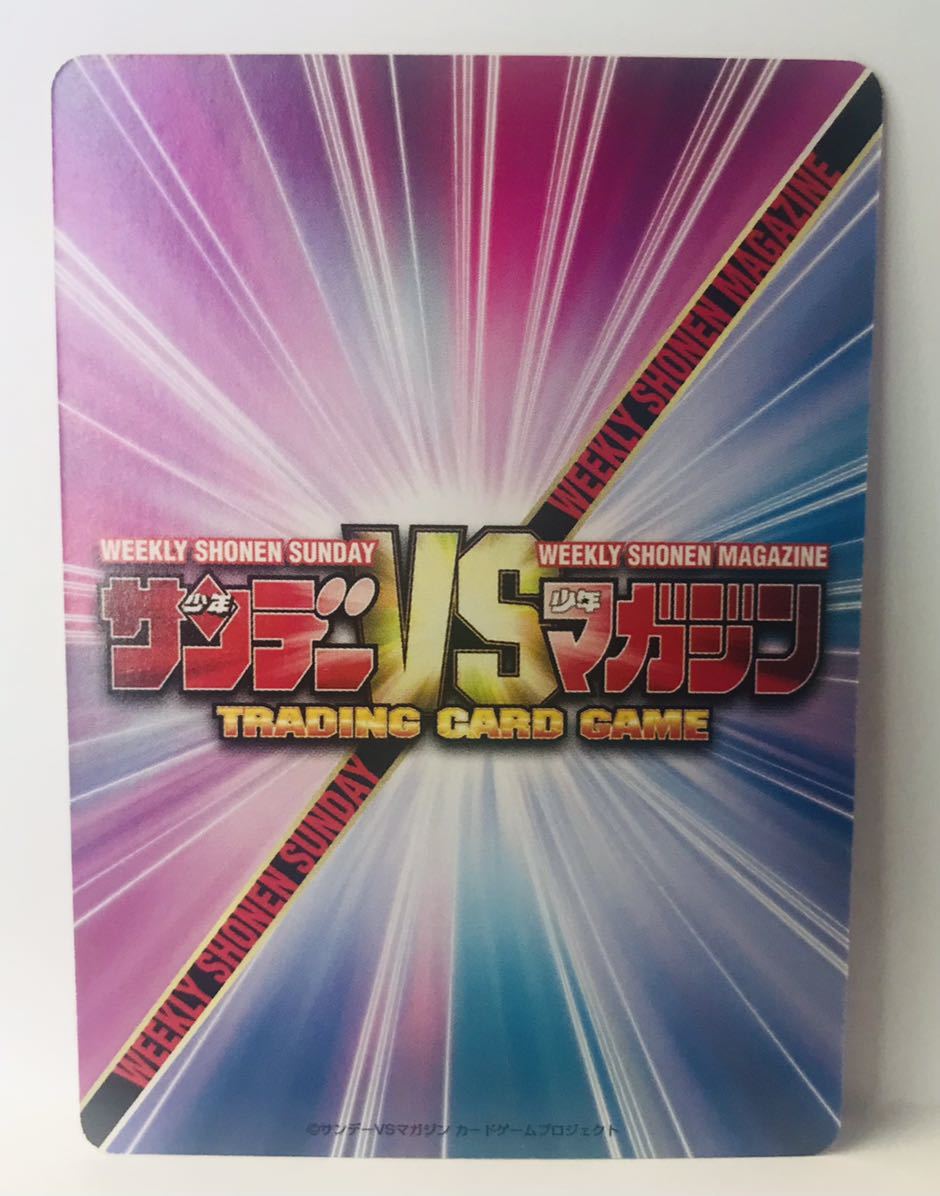 WEEKLY SHONEN MAGAZINE
WEEKLY SHONEN SUNDAY
WEEKLY SHONEN MAGAZINE
少年サンデー
VS
少年マガジン
TRADING CARD GAME
WEEKLY SHONEN SUNDAY
©サンデーVSマガジン カードゲームプロジェクト